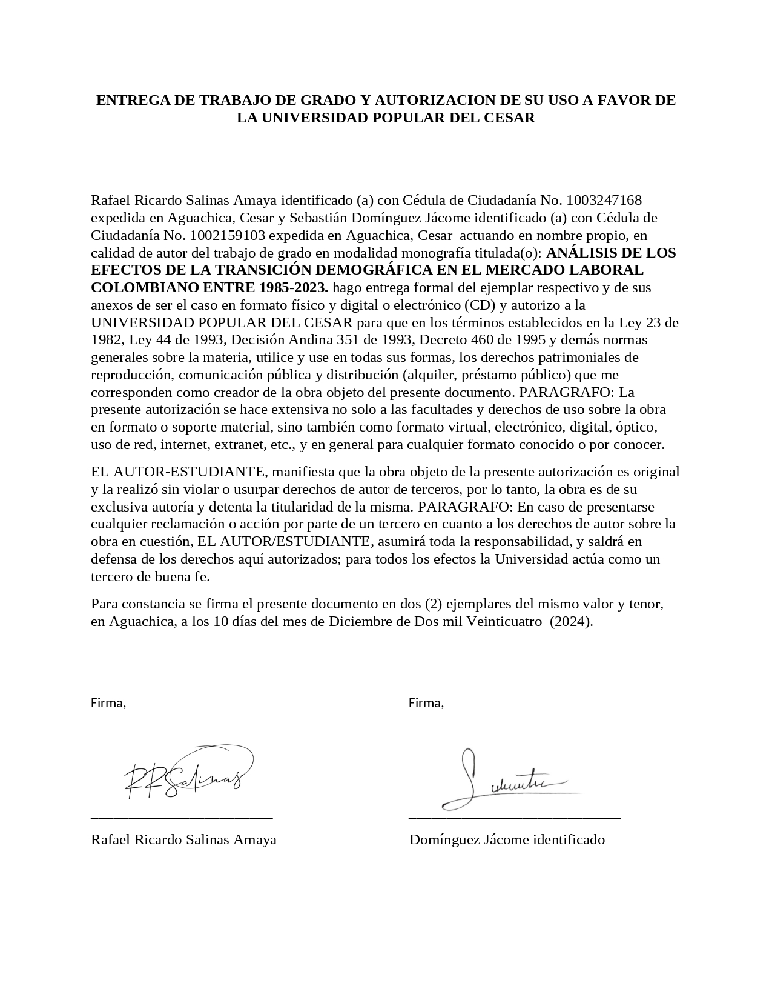 ENTREGA DE TRABAJO DE GRADO Y AUTORIZACION DE SU USO A FAVOR DE
LA UNIVERSIDAD POPULAR DEL CESAR
Rafael Ricardo Salinas Amaya identificado (a) con Cédula de Ciudadanía No. 1003247168
expedida en Aguachica, Cesar y Sebastián Domínguez Jácome identificado (a) con Cédula de
Ciudadanía No. 1002159103 expedida en Aguachica, Cesar  actuando en nombre propio, en
calidad de autor del trabajo de grado en modalidad monografía titulada(o): ANÁLISIS DE LOS
EFECTOS DE LA TRANSICIÓN DEMOGRÁFICA EN EL MERCADO LABORAL
COLOMBIANO ENTRE 1985-2023. hago entrega formal del ejemplar respectivo y de sus
anexos de ser el caso en formato físico y digital o electrónico (CD) y autorizo a la
UNIVERSIDAD POPULAR DEL CESAR para que en los términos establecidos en la Ley 23 de
1982, Ley 44 de 1993, Decisión Andina 351 de 1993, Decreto 460 de 1995 y demás normas
generales sobre la materia, utilice y use en todas sus formas, los derechos patrimoniales de
reproducción, comunicación pública y distribución (alquiler, préstamo público) que me
corresponden como creador de la obra objeto del presente documento. PARAGRAFO: La
presente autorización se hace extensiva no solo a las facultades y derechos de uso sobre la obra
en formato o soporte material, sino también como formato virtual, electrónico, digital, óptico,
uso de red, internet, extranet, etc., y en general para cualquier formato conocido o por conocer.
EL AUTOR-ESTUDIANTE, manifiesta que la obra objeto de la presente autorización es original
y la realizó sin violar o usurpar derechos de autor de terceros, por lo tanto, la obra es de su
exclusiva autoría y detenta la titularidad de la misma. PARAGRAFO: En caso de presentarse
cualquier reclamación o acción por parte de un tercero en cuanto a los derechos de autor sobre la
obra en cuestión, EL AUTOR/ESTUDIANTE, asumirá toda la responsabilidad, y saldrá en
defensa de los derechos aquí autorizados; para todos los efectos la Universidad actúa como un
tercero de buena fe.
Para constancia se firma el presente documento en dos (2) ejemplares del mismo valor y tenor,
en Aguachica, a los 10 días del mes de Diciembre de Dos mil Veinticuatro  (2024).
Firma, Firma,
RRSalinas
________________________ ____________________________
Rafael Ricardo Salinas Amaya Domínguez Jácome identificado